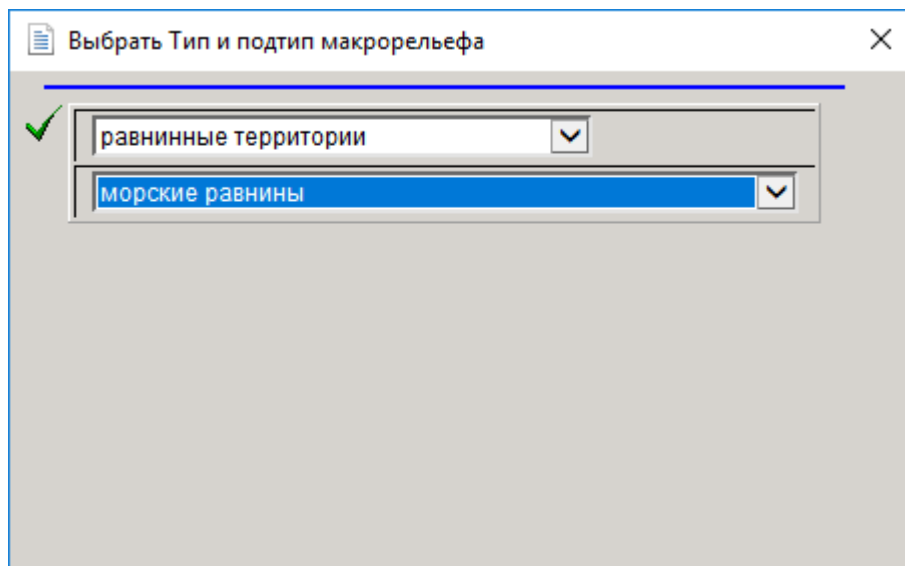 Выбрать Тип и подтип макрорельефа
равнинные территории
морские равнины